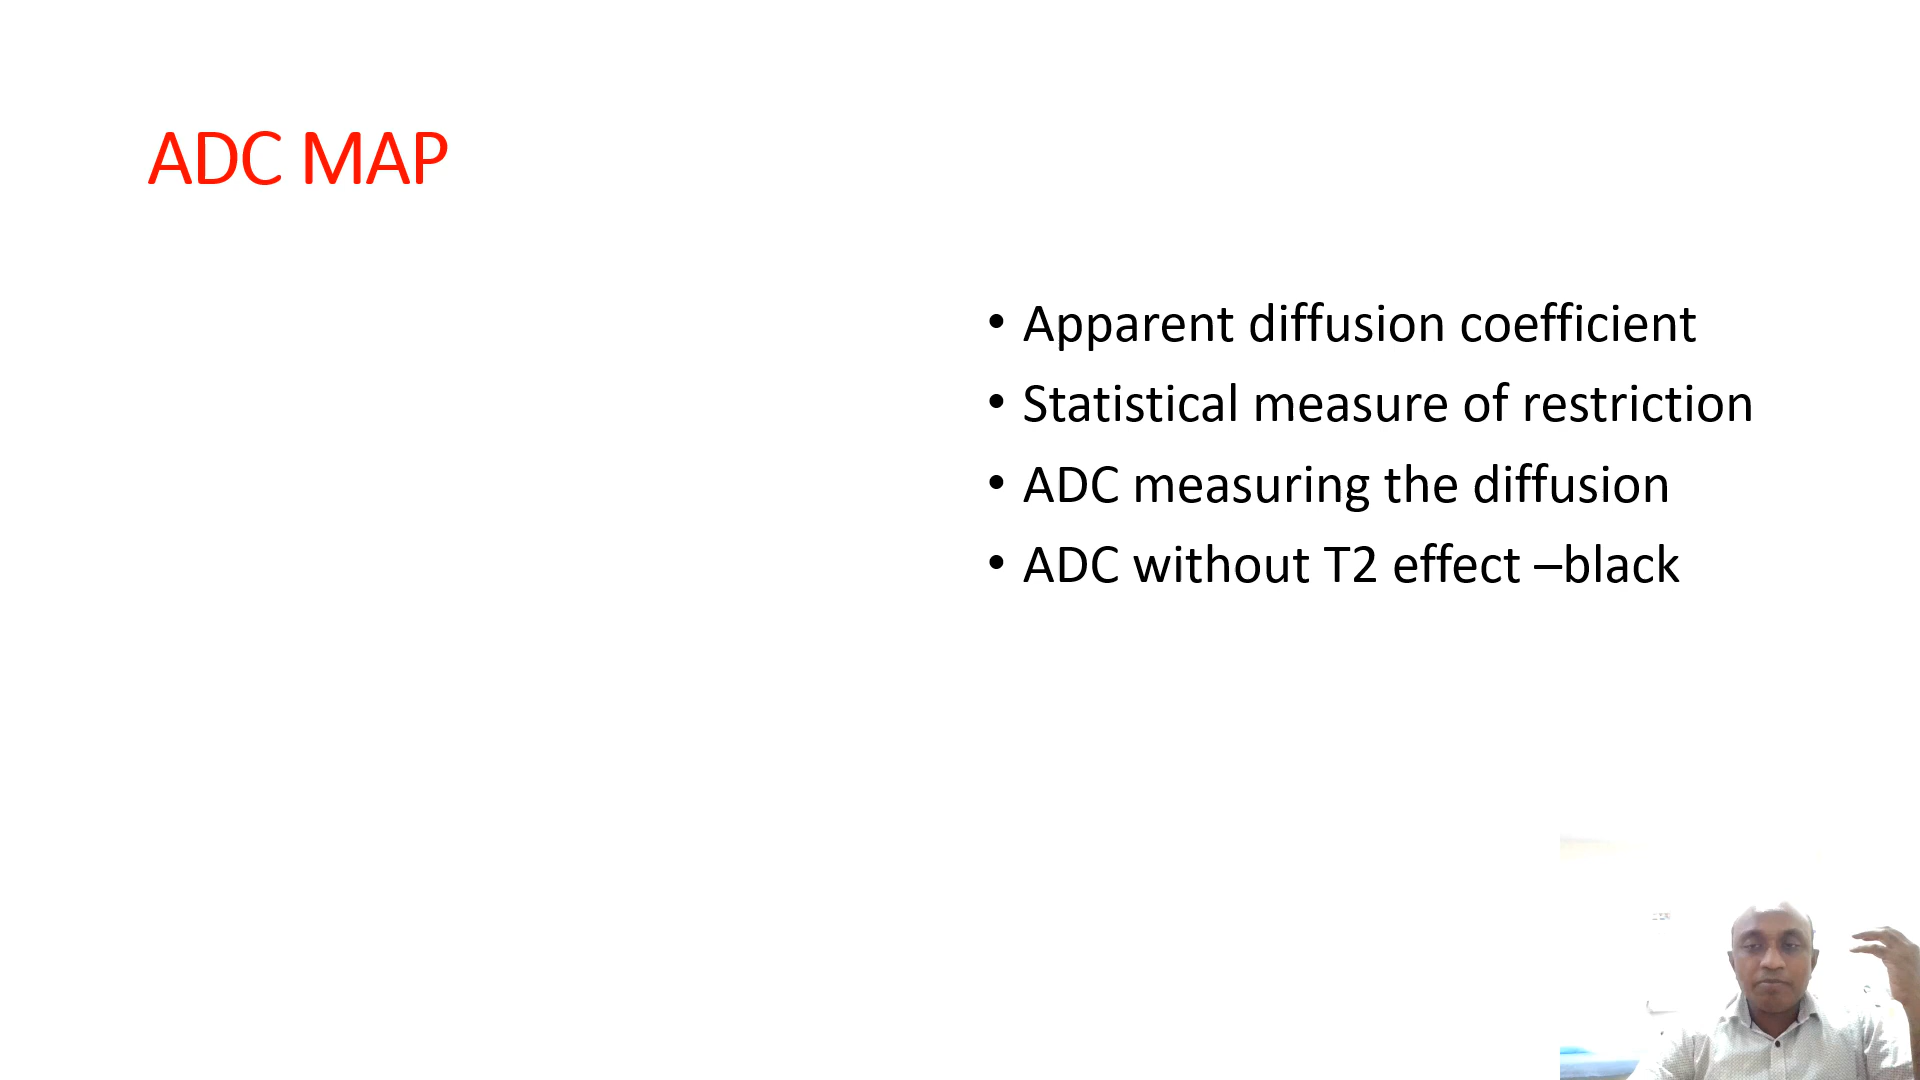 ADC MAP
• Apparent diffusion coefficient
• Statistical measure of restriction
• ADC measuring the diffusion
• ADC without T2 effect –black